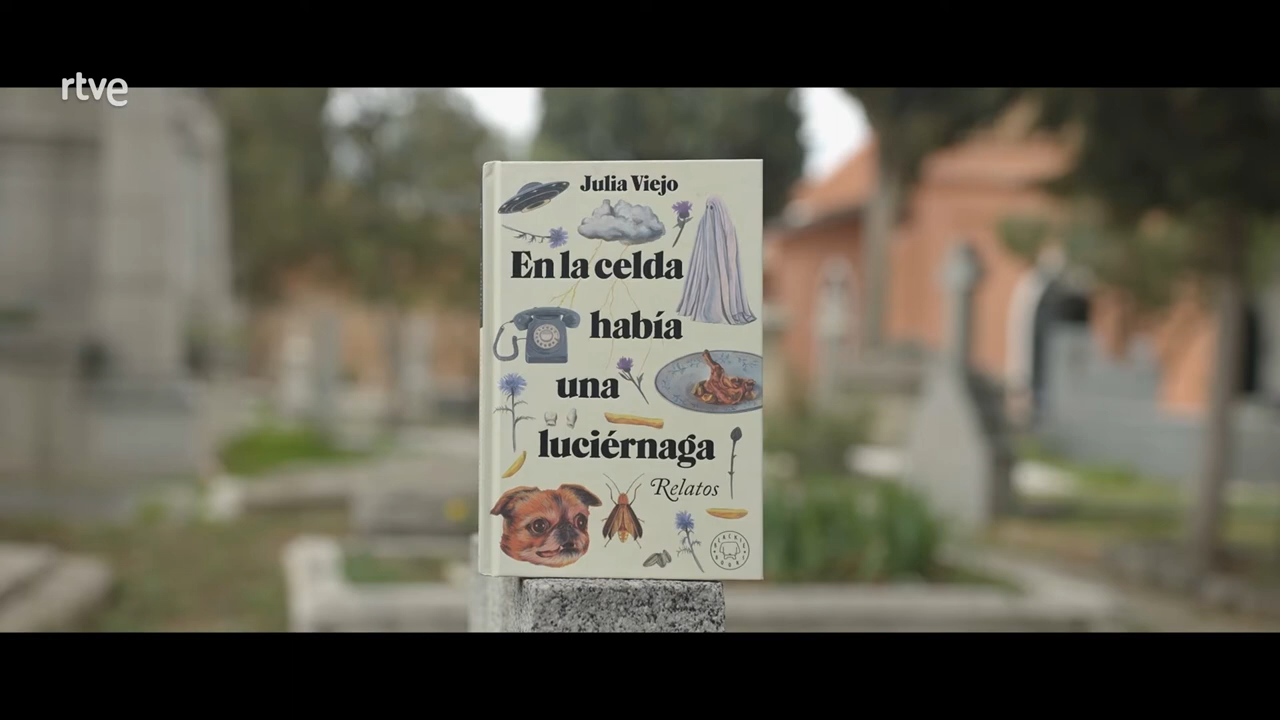 rtve
Julia Viejo
En la celda
había
una
luciérnaga
Relatos